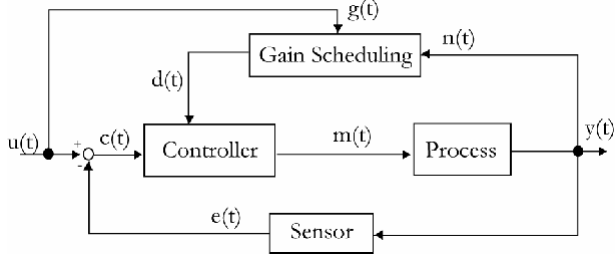 g(t)
Gain Scheduling
n(t)
d(t)
u(t)
+
c(t)
Controller
m(t)
Process
y(t)
-
e(t)
Sensor